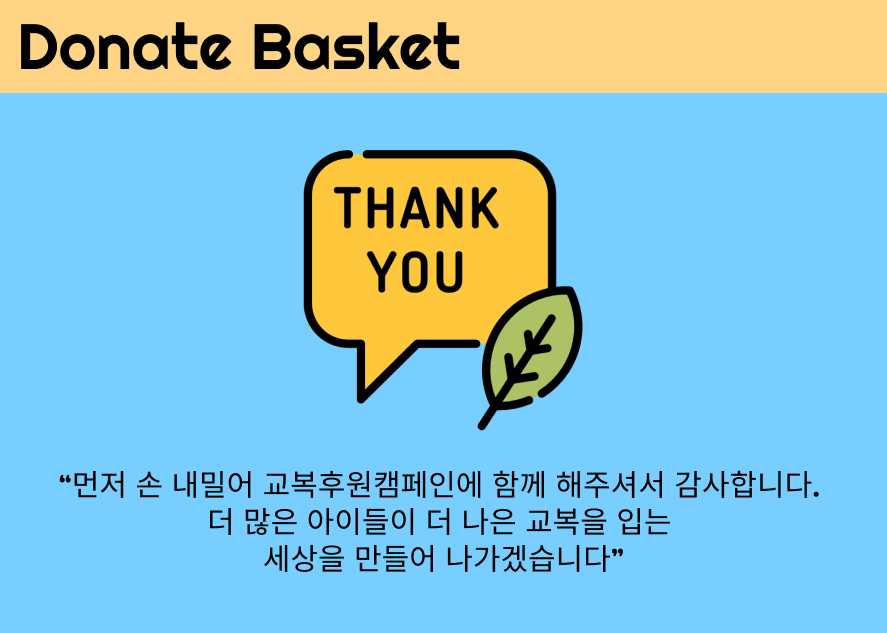 Donate Basket
THANK
YOU
“먼저 손 내밀어 교복후원캠페인에 함께 해주셔서 감사합니다.
더 많은 아이들이 더 나은 교복을 입는
세상을 만들어 나가겠습니다”